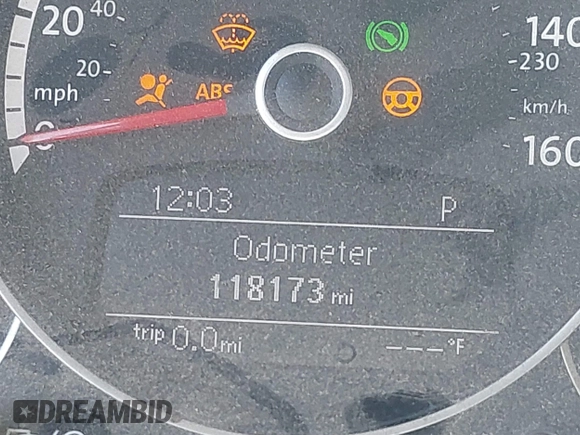 20 40
140
20
230
mph
ABS
km/h
0
160
12:03 P
Odometer
118173 mi
trip 0.0 mi ---°F
DREAMBID